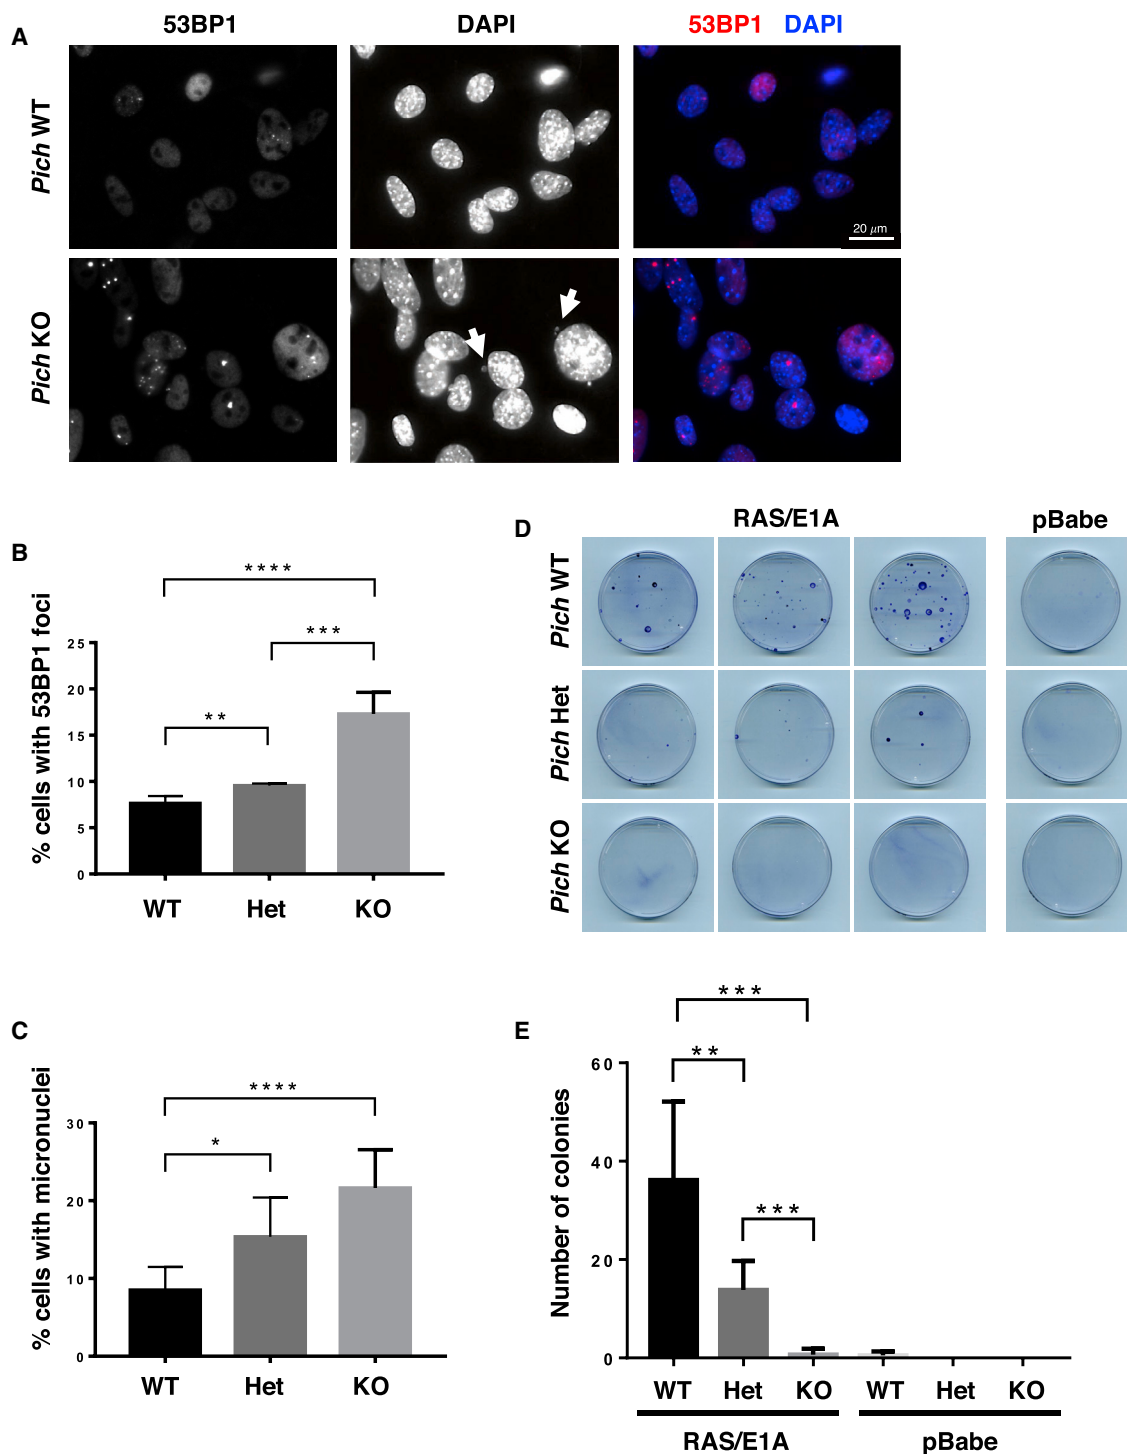 A
53BP1
DAPI
53BP1 DAPI
Pich WT
20 µm
Pich KO
B
% cells with 53BP1 foci
****
***
**
25
20
15
10
5
0
WT Het KO
C
% cells with micronuclei
****
*
30
20
10
0
WT Het KO
D
RAS/E1A
pBabe
Pich WT
Pich Het
Pich KO
E
Number of colonies
***
**
***
60
40
20
0
WT Het KO WT Het KO
RAS/E1A pBabe